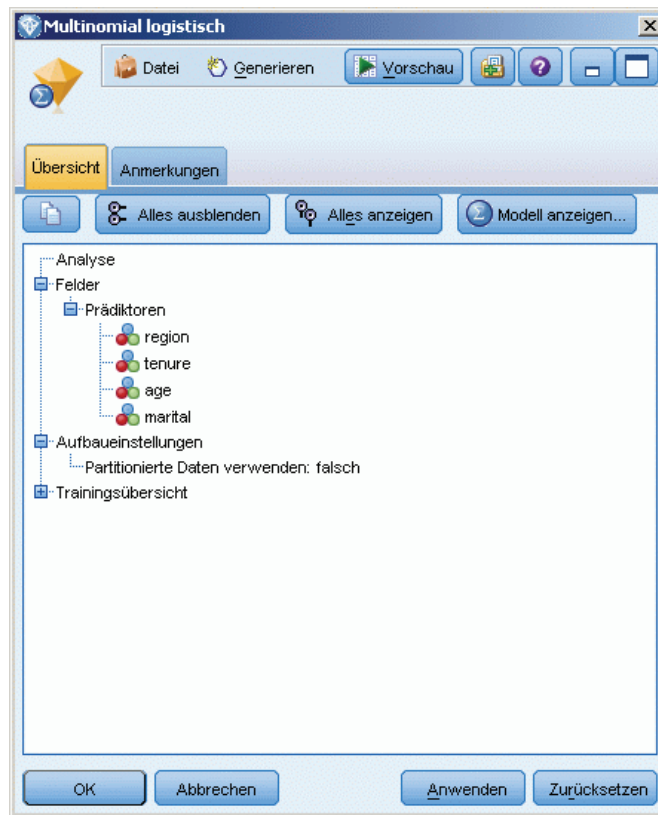 Multinomial logistisch
Datei Generieren Vorschau
Übersicht Anmerkungen
Alles ausblenden Alles anzeigen Modell anzeigen...
Analyse
Felder
Prädiktoren
region
tenure
age
marital
Aufbaueinstellungen
Partitionierte Daten verwenden: falsch
Trainingsübersicht
OK Abbrechen Anwenden Zurücksetzen